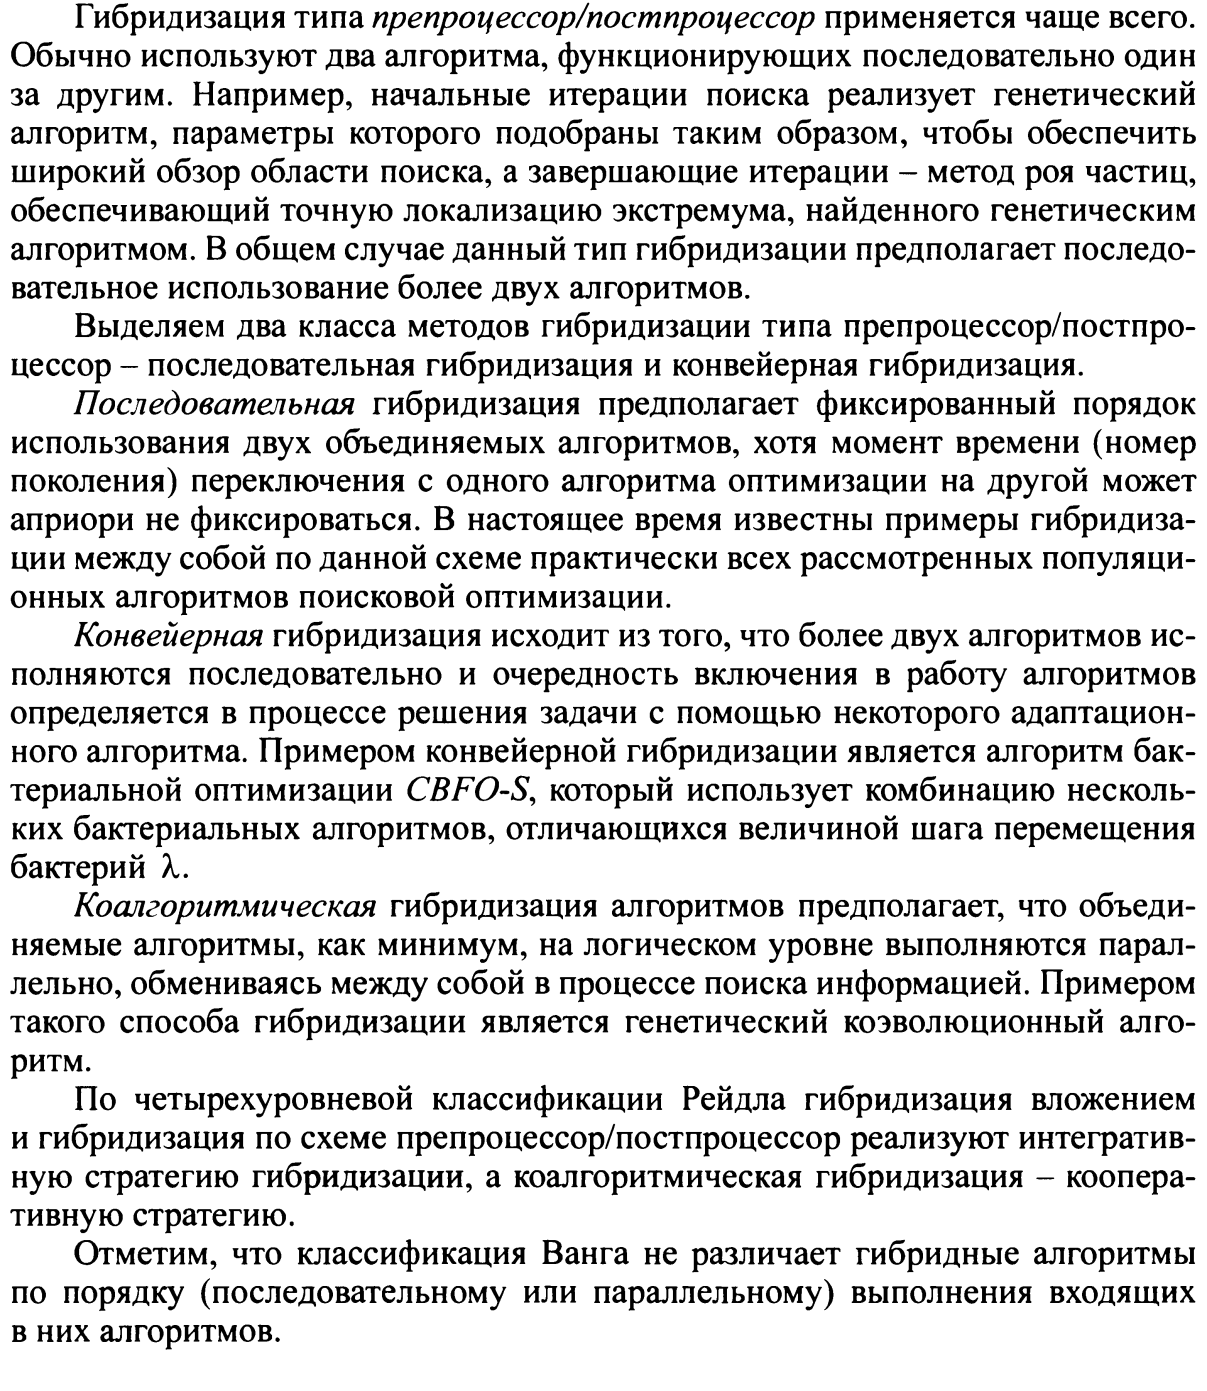 Гибридизация типа препроцессор/постпроцессор применяется чаще всего.
Обычно используют два алгоритма, функционирующих последовательно один
за другим. Например, начальные итерации поиска реализует генетический
алгоритм, параметры которого подобраны таким образом, чтобы обеспечить
широкий обзор области поиска, а завершающие итерации – метод роя частиц,
обеспечивающий точную локализацию экстремума, найденного генетическим
алгоритмом. В общем случае данный тип гибридизации предполагает последо-
вательное использование более двух алгоритмов.
Выделяем два класса методов гибридизации типа препроцессор/постпро-
цессор – последовательная гибридизация и конвейерная гибридизация.
Последовательная гибридизация предполагает фиксированный порядок
использования двух объединяемых алгоритмов, хотя момент времени (номер
поколения) переключения с одного алгоритма оптимизации на другой может
априори не фиксироваться. В настоящее время известны примеры гибридиза-
ции между собой по данной схеме практически всех рассмотренных популяци-
онных алгоритмов поисковой оптимизации.
Конвейерная гибридизация исходит из того, что более двух алгоритмов ис-
полняются последовательно и очередность включения в работу алгоритмов
определяется в процессе решения задачи с помощью некоторого адаптацион-
ного алгоритма. Примером конвейерной гибридизации является алгоритм бак-
териальной оптимизации CBFO-S, который использует комбинацию несколь-
ких бактериальных алгоритмов, отличающихся величиной шага перемещения
бактерий λ.
Коалгоритмическая гибридизация алгоритмов предполагает, что объеди-
няемые алгоритмы, как минимум, на логическом уровне выполняются парал-
лельно, обмениваясь между собой в процессе поиска информацией. Примером
такого способа гибридизации является генетический коэволюционный алго-
ритм.
По четырехуровневой классификации Рейдла гибридизация вложением
и гибридизация по схеме препроцессор/постпроцессор реализуют интегратив-
ную стратегию гибридизации, а коалгоритмическая гибридизация – коопера-
тивную стратегию.
Отметим, что классификация Ванга не различает гибридные алгоритмы
по порядку (последовательному или параллельному) выполнения входящих
в них алгоритмов.